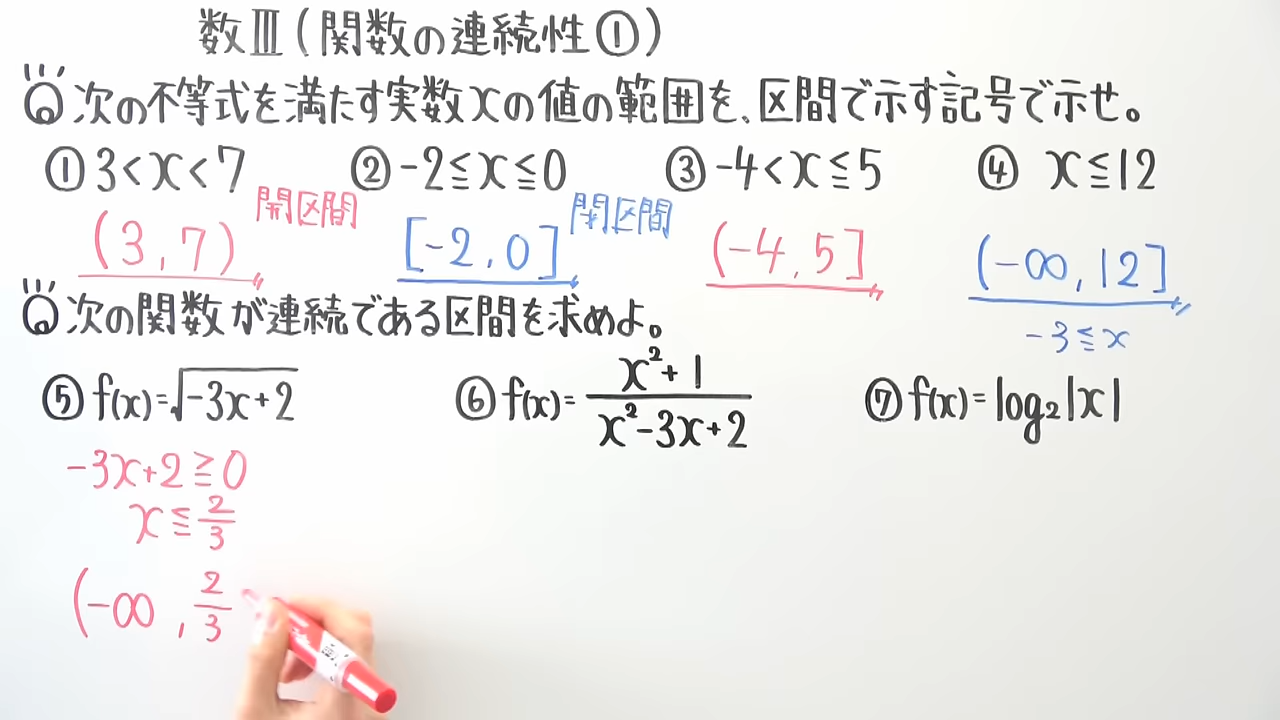 数Ⅲ(関数の連続性①)
Q 次の不等式を満たす実数xの値の範囲を、区間で示す記号で示せ。
① 3<x<7 ② -2≦x≦0 ③ -4<x≦5 ④ x≦12
(3,7) 開区間 [-2,0] 閉区間 (-4,5] (-∞,12]
-3≦x
Q 次の関数が連続である区間を求めよ。
⑤ f(x)=√-3x+2 ⑥ f(x)=x²+1/x²-3x+2 ⑦ f(x)=log₂|x|
-3x+2≧0
x≦2/3
(-∞,2/3